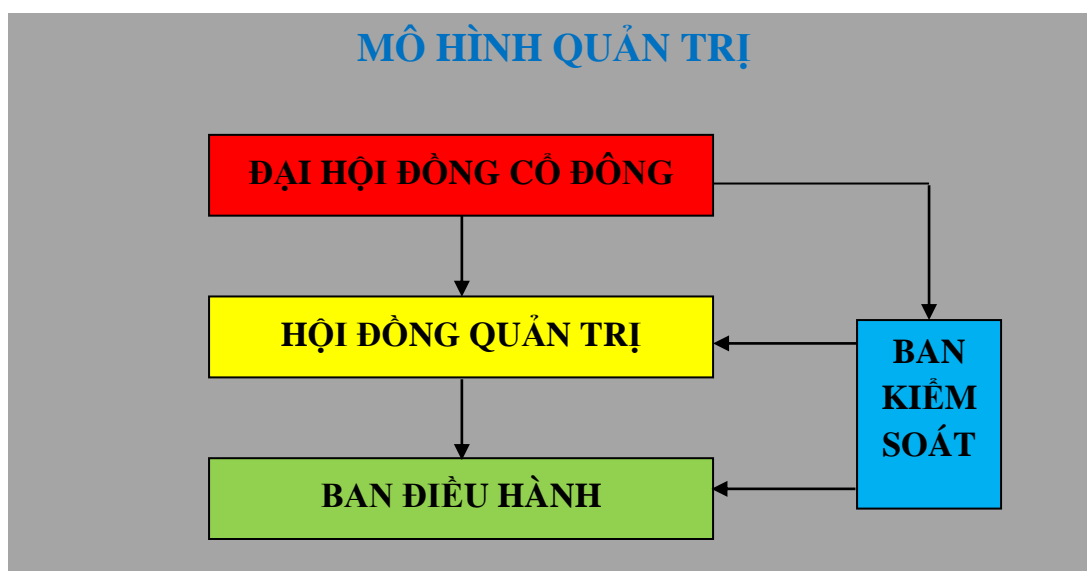 MÔ HÌNH QUẢN TRỊ
ĐẠI HỘI ĐỒNG CỔ ĐÔNG
HỘI ĐỒNG QUẢN TRỊ
BAN
KIỂM
SOÁT
BAN ĐIỀU HÀNH